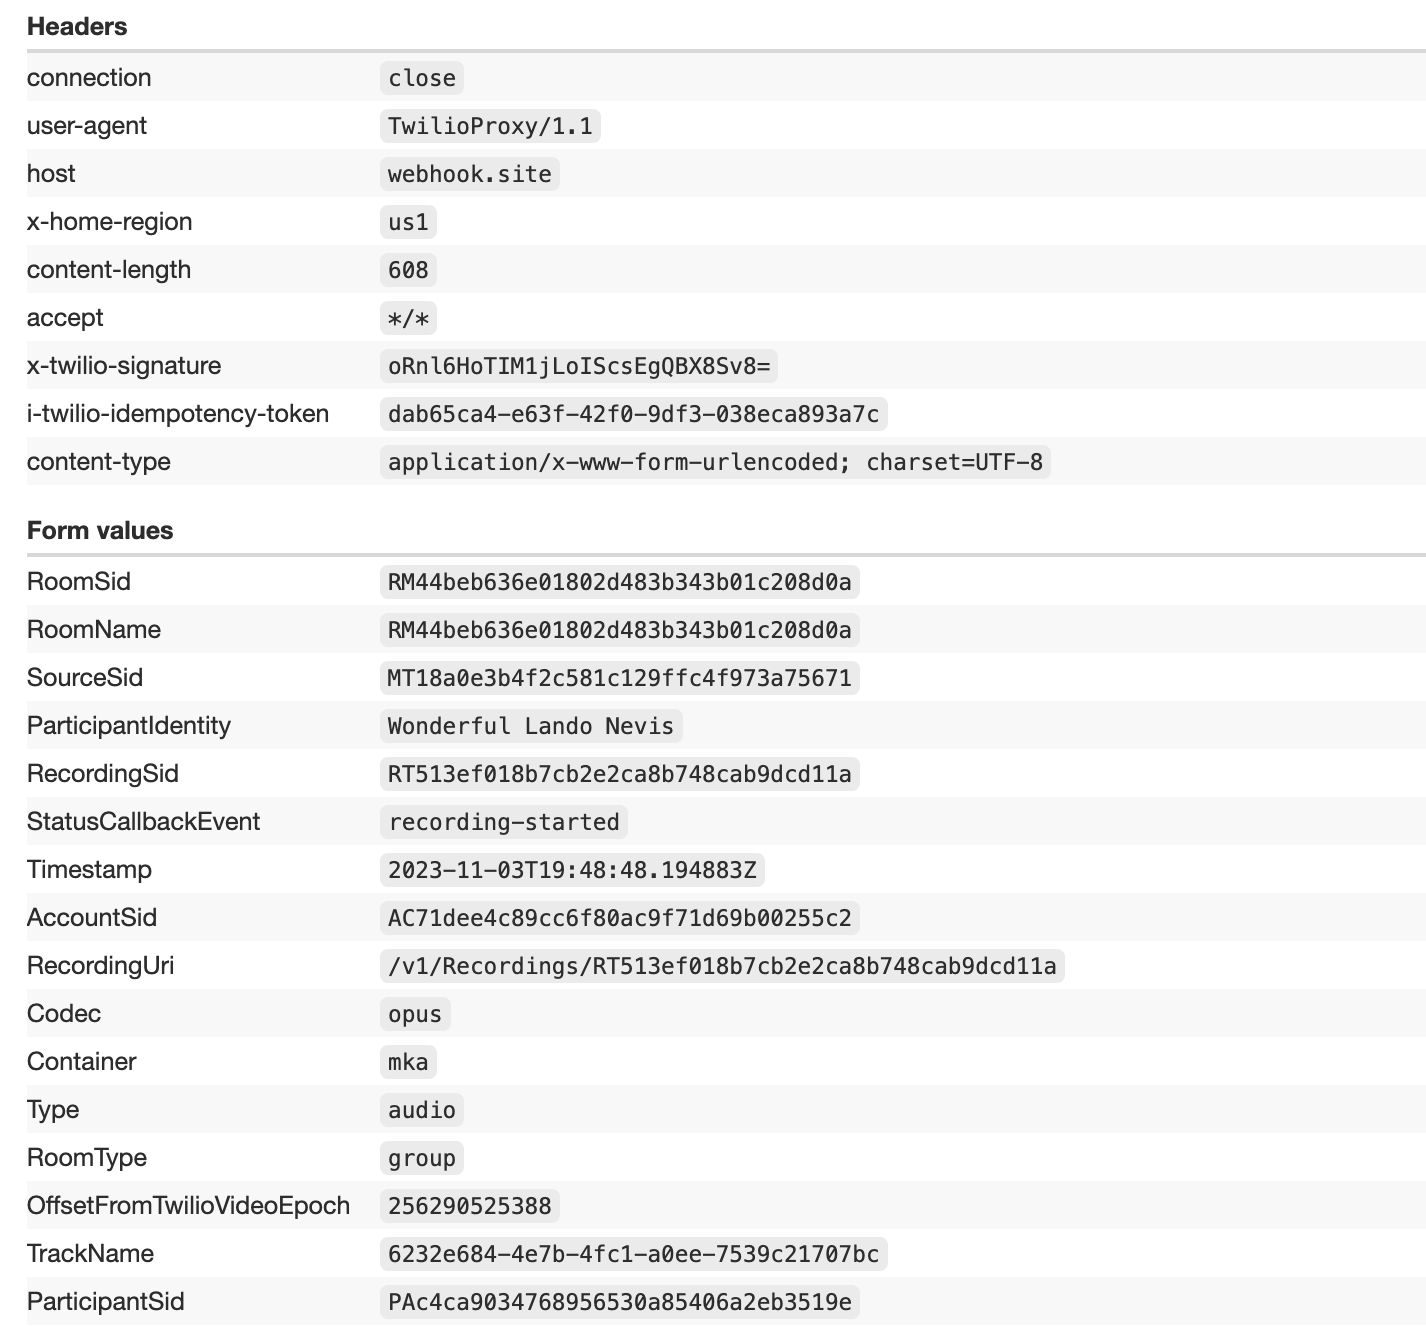 Headers
connection close
user-agent TwilioProxy/1.1
host webhook.site
x-home-region us1
content-length 608
accept */*
x-twilio-signature oRnl6HoTIM1jLoIScsEgQBX8Sv8=
i-twilio-idempotency-token dab65ca4-e63f-42f0-9df3-038eca893a7c
content-type application/x-www-form-urlencoded; charset=UTF-8
Form values
RoomSid RM44beb636e01802d483b343b01c208d0a
RoomName RM44beb636e01802d483b343b01c208d0a
SourceSid MT18a0e3b4f2c581c129ffc4f973a75671
ParticipantIdentity Wonderful Lando Nevis
RecordingSid RT513ef018b7cb2e2ca8b748cab9dcd11a
StatusCallbackEvent recording-started
Timestamp 2023-11-03T19:48:48.194883Z
AccountSid AC71dee4c89cc6f80ac9f71d69b00255c2
RecordingUri /v1/Recordings/RT513ef018b7cb2e2ca8b748cab9dcd11a
Codec opus
Container mka
Type audio
RoomType group
OffsetFromTwilioVideoEpoch 256290525388
TrackName 6232e684-4e7b-4fc1-a0ee-7539c21707bc
ParticipantSid PAc4ca9034768956530a85406a2eb3519e